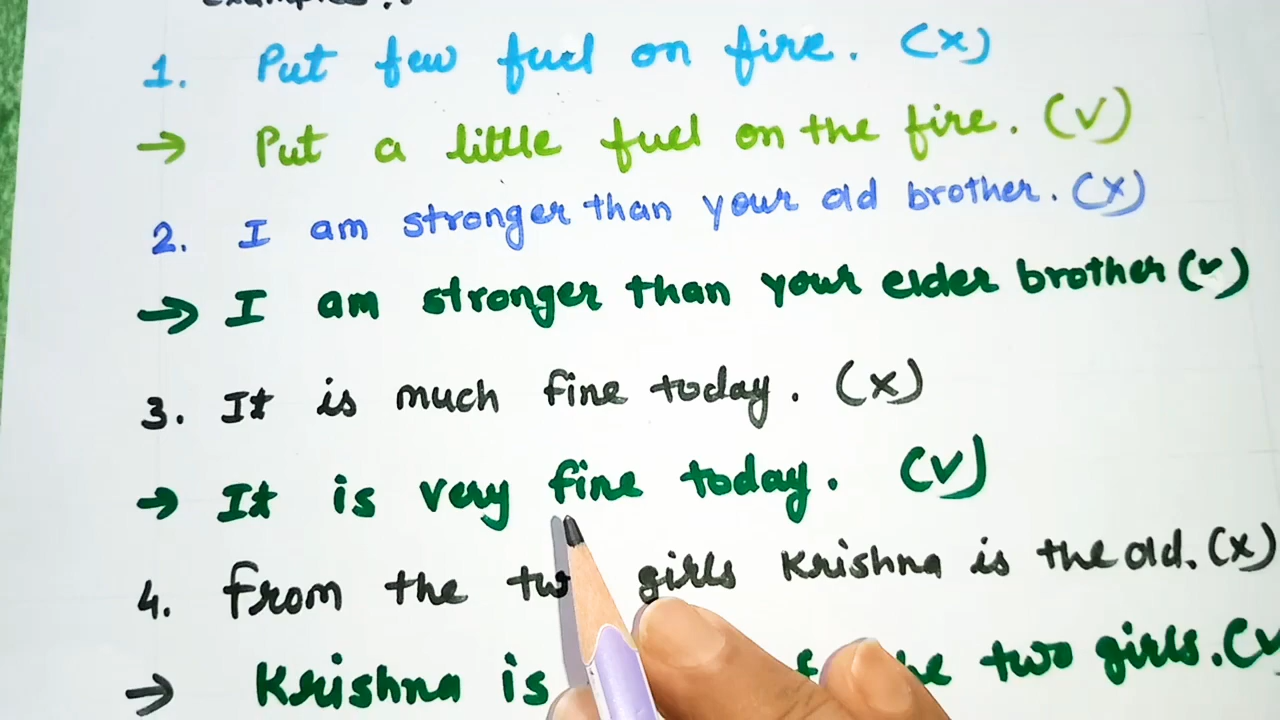 1. Put few fuel on fire. (x)
→ Put a little fuel on the fire. (✓)
2. I am stronger than your old brother. (x)
→ I am stronger than your elder brother (✓)
3. It is much fine today. (x)
→ It is very fine today. (✓)
4. From the girls Krishna is the old. (x)
→ Krishna is two girls. (✓